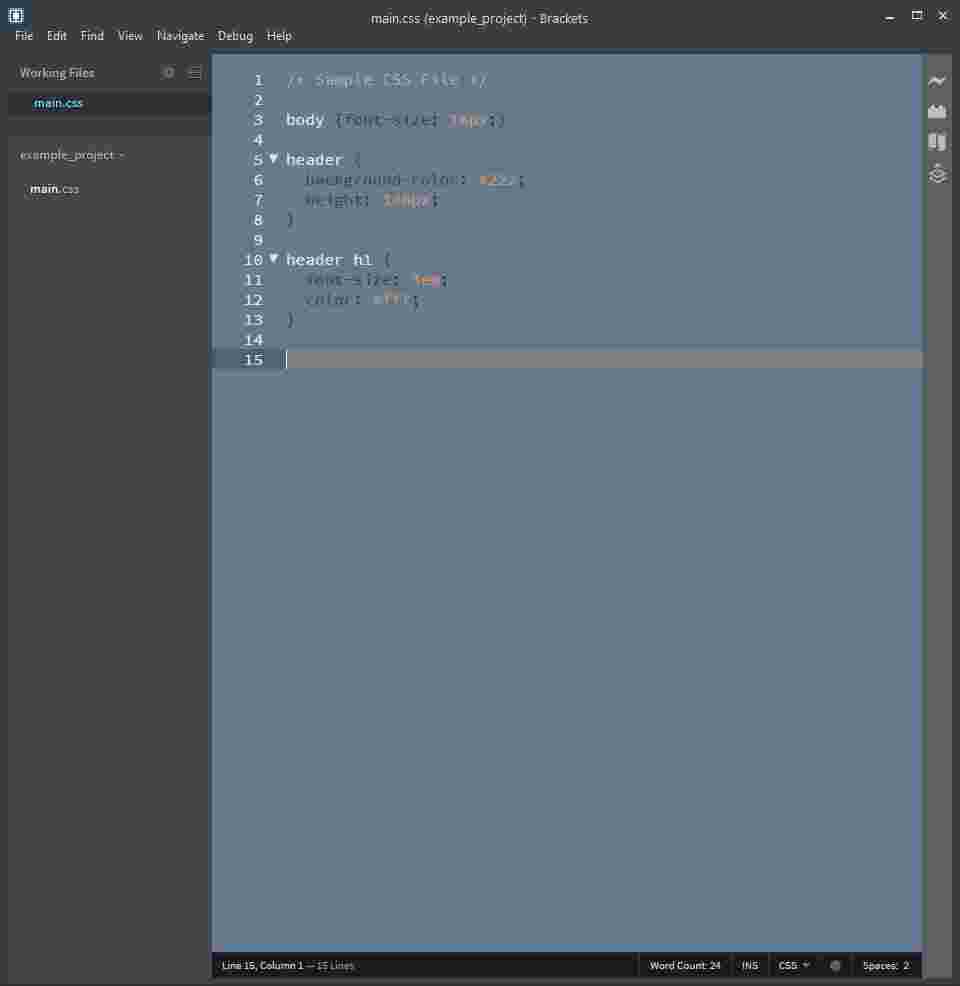 main.css (example_project) - Brackets
File Edit Find View Navigate Debug Help
Working Files
main.css
example_project
main.css
1 /* Sample CSS File */
2
3 body {font-size: 16px;}
4
5 header {
6 background-color: #222;
7 height: px;
8 }
9
10 header h1 {
11 font-size: em;
12 color: #fff;
13 }
14
15
Line 15, Column 1 — 15 Lines
Word Count: 24 INS CSS Spaces: 2